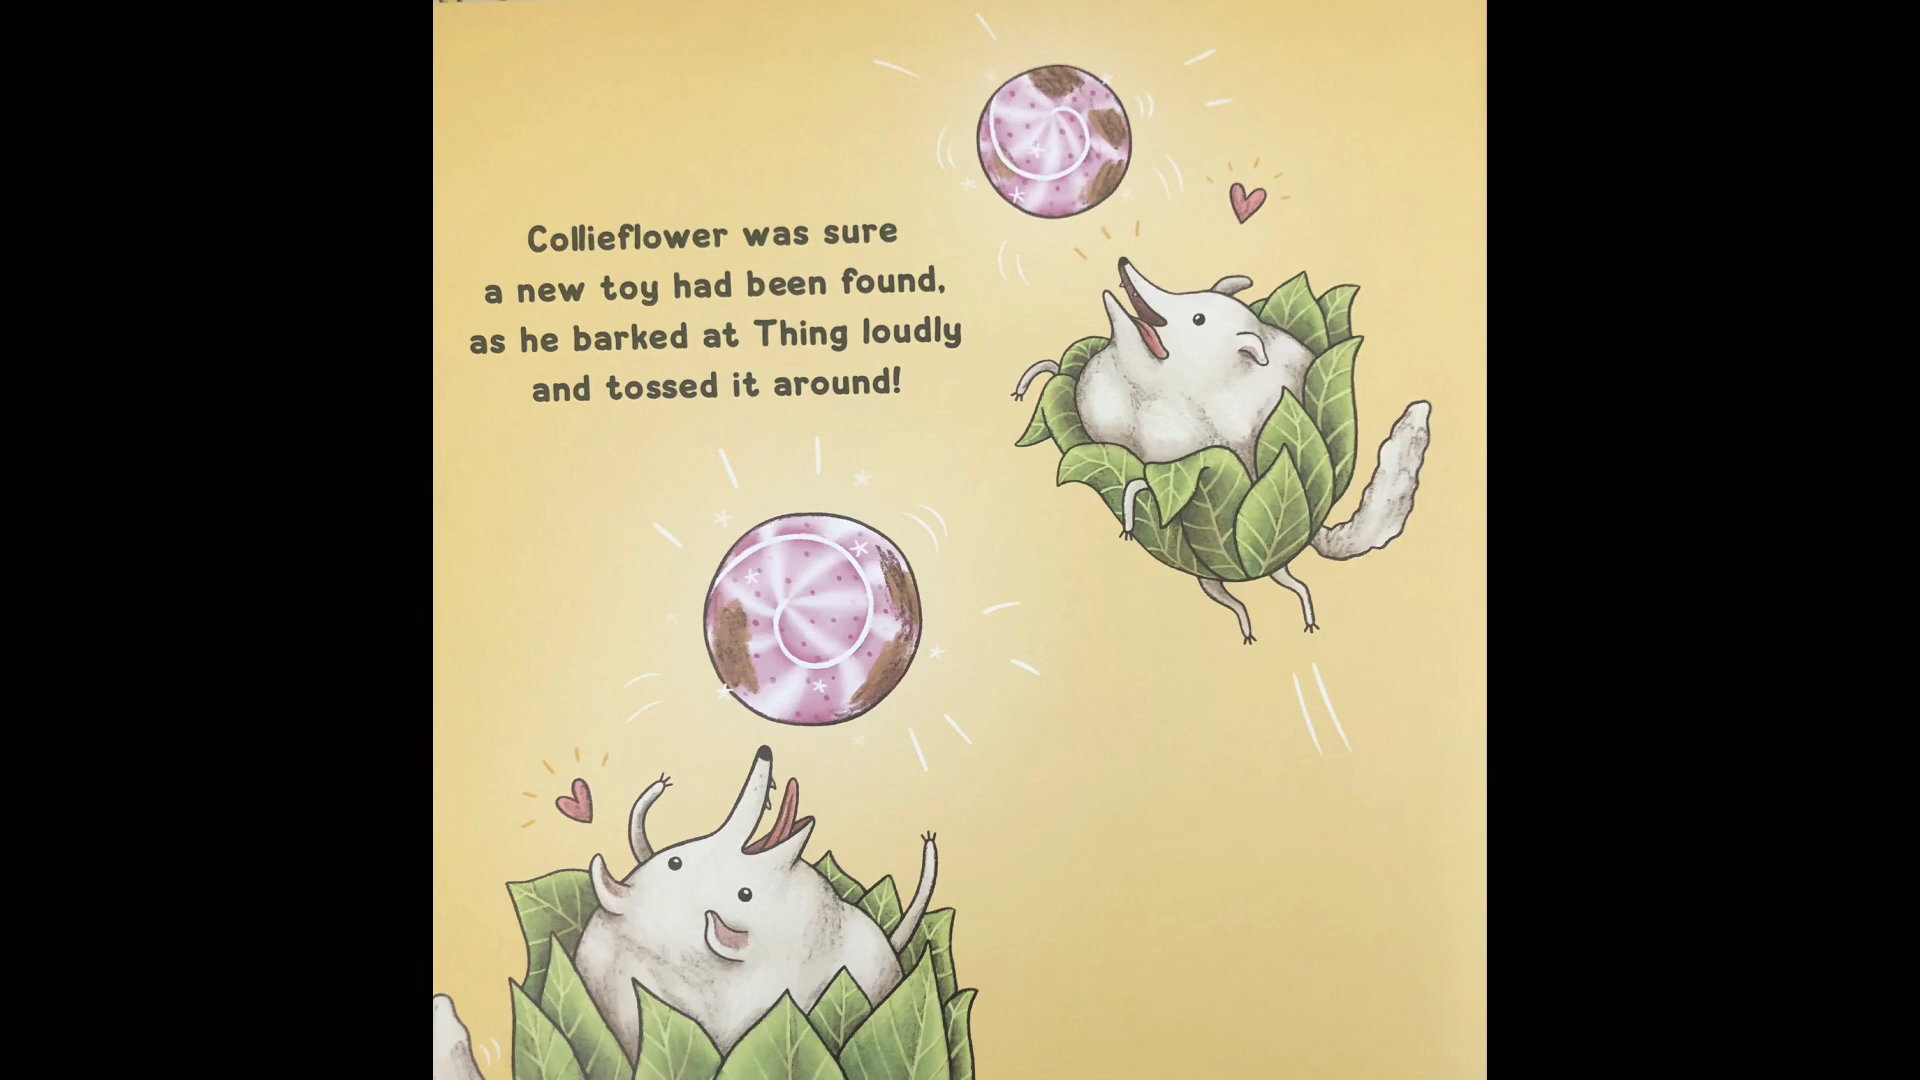 Collieflower was sure
a new toy had been found,
as he barked at Thing loudly
and tossed it around!